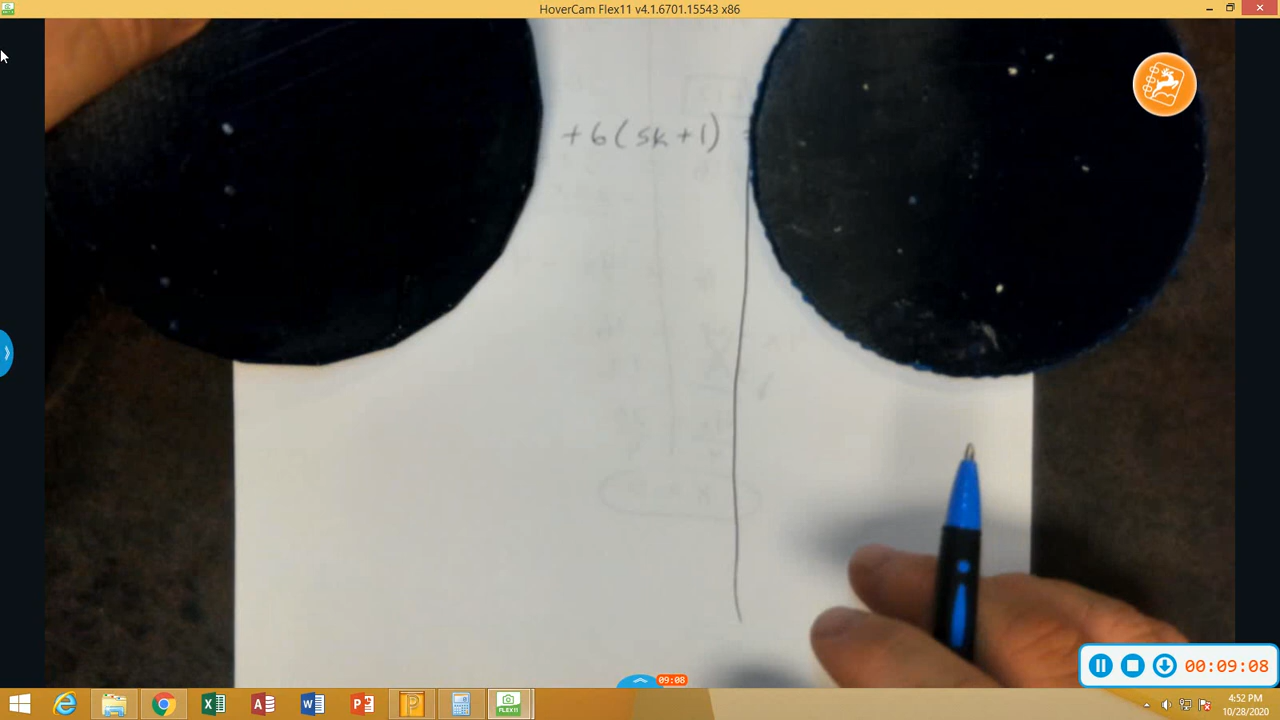 HoverCam Flex11 v4.1.6701.15543 x86
+6(5k+1)
00:09:08
09:08
4:52 PM
10/28/2020
FLEX11